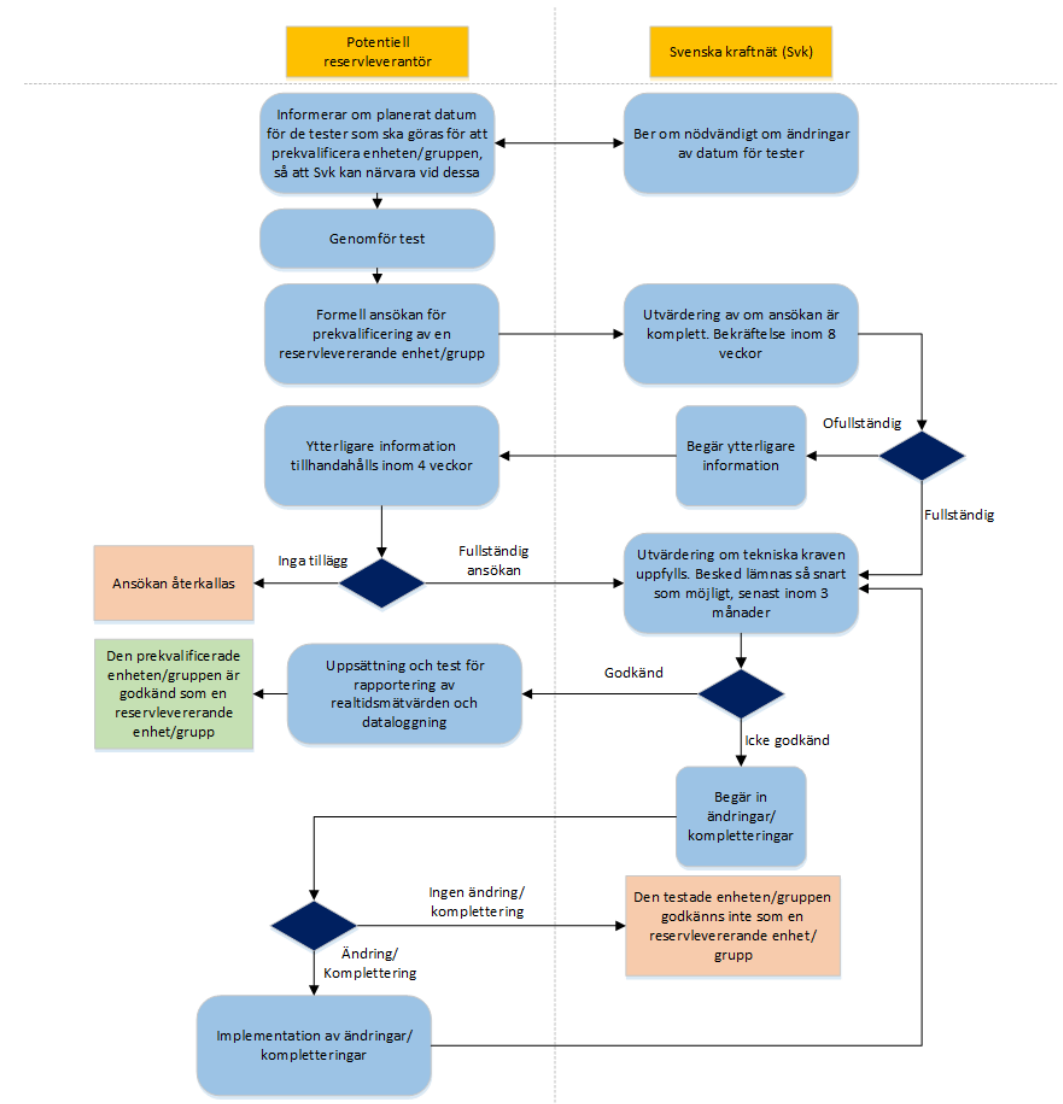 Potentiell
reservleverantör
Svenska kraftnät (Svk)
Informerar om planerat datum
för de tester som ska göras för att
prekvalificera enheten/gruppen,
så att Svk kan närvara vid dessa
Ber om nödvändigt om ändringar
av datum för tester
Genomför test
Formell ansökan för
prekvalificering av en
reservlevererande enhet/grupp
Utvärdering av om ansökan är
komplett. Bekräftelse inom 8
veckor
Ofullständig
Begär ytterligare
information
Ytterligare information
tillhandahålls inom 4 veckor
Fullständig
Inga tillägg
Fullständig
ansökan
Ansökan återkallas
Utvärdering om tekniska kraven
uppfylls. Besked lämnas så snart
som möjligt, senast inom 3
månader
Den prekvalificerade
enheten/gruppen är
godkänd som en
reservlevererande
enhet/grupp
Uppsättning och test för
rapportering av
realtidsmätvärden och
dataloggning
Godkänd
Icke godkänd
Begär in
ändringar/
kompletteringar
Ingen ändring/
komplettering
Den testade enheten/gruppen
godkänns inte som en
reservlevererande enhet/
grupp
Ändring/
Komplettering
Implementation av ändringar/
kompletteringar